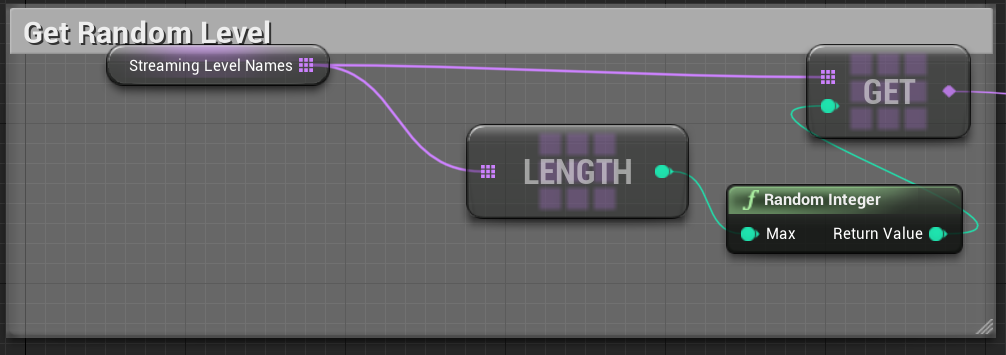 Get Random Level
Streaming Level Names
GET
LENGTH
f Random Integer
Max Return Value